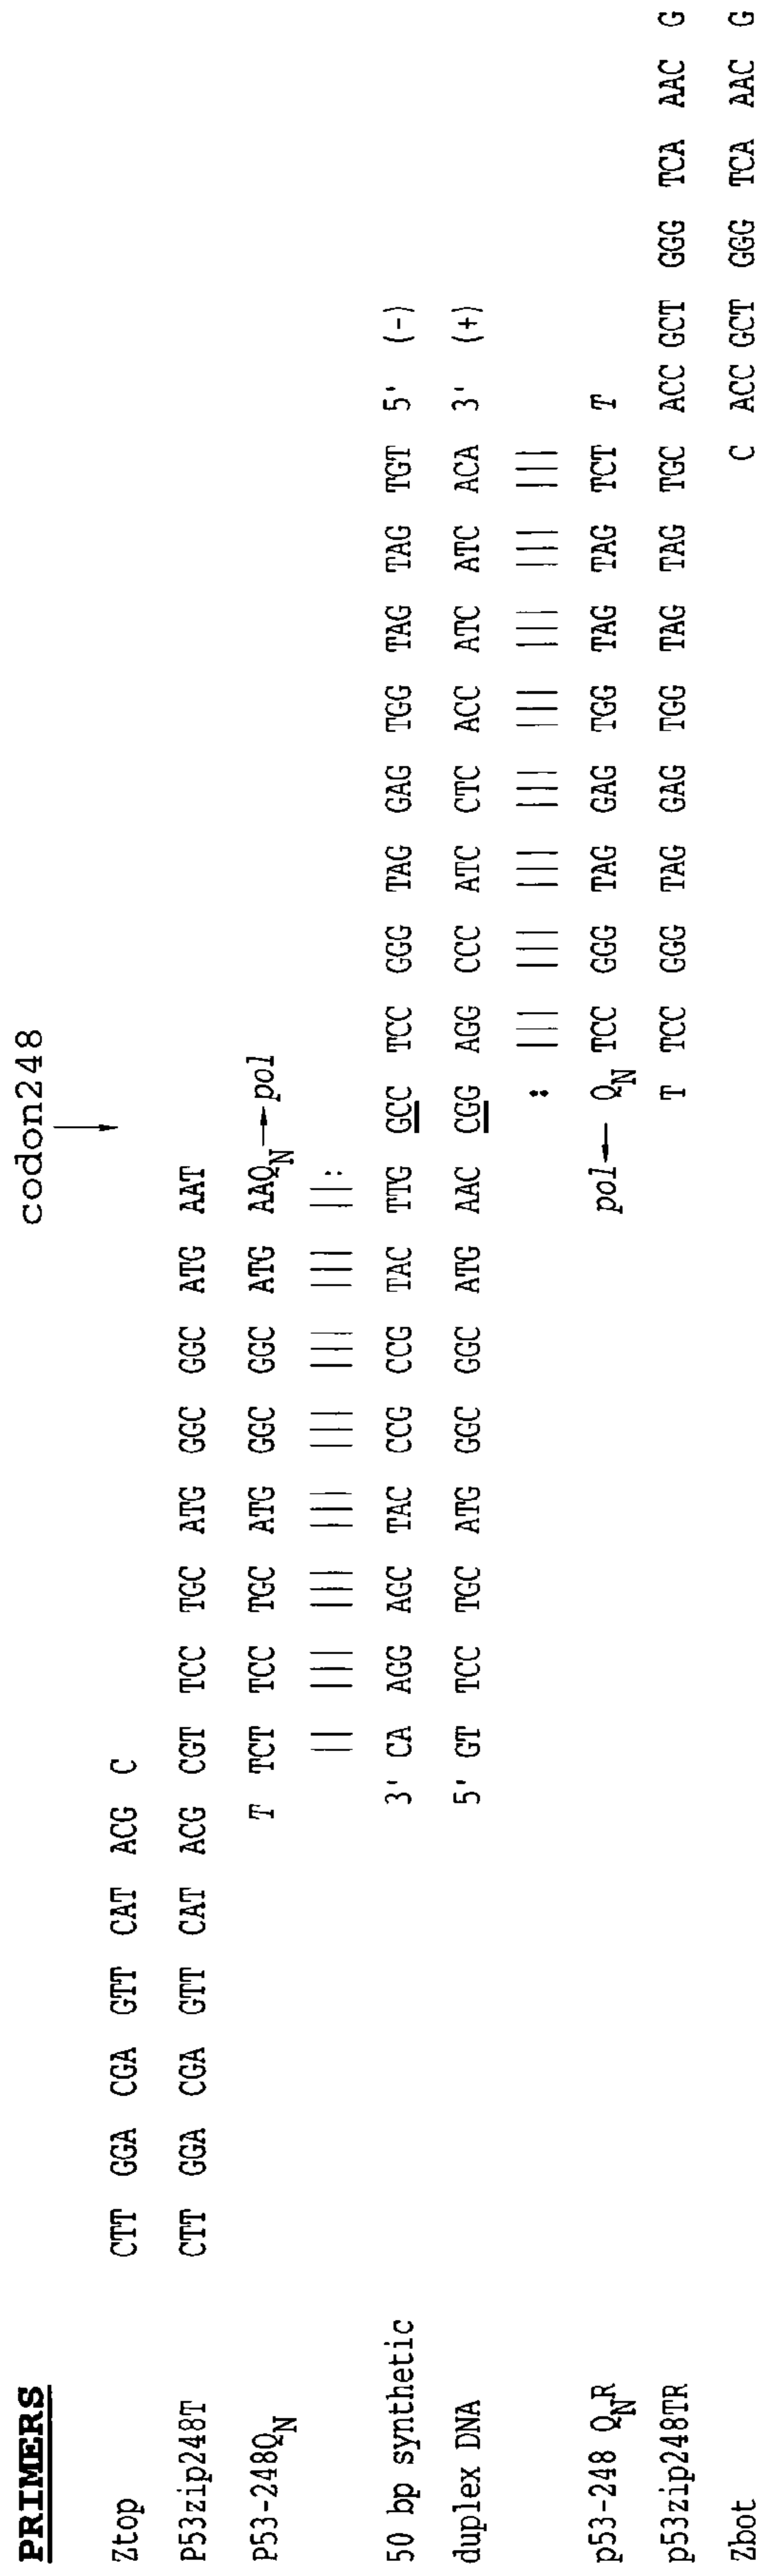 PRIMERS
codon248
Ztop CTT GGA CGA GTT CAT ACG C
P53zip248T CTT GGA CGA GTT CAT ACG CGT TCC TGC ATG GGC GGC ATG AAT
P53-248QN T TCT TCC TGC ATG GGC GGC ATG AAQN → pol
50 bp synthetic 3' CA AGG AGC TAC CCG CCG TAC TTG GCC TCC GGG TAG GAG TGG TAG TAG TGT 5' (-)
duplex DNA 5' GT TCC TGC ATG GGC GGC ATG AAC CGG AGG CCC ATC CTC ACC ATC ATC ACA 3' (+)
p53-248 QNR pol ← QN TCC GGG TAG GAG TGG TAG TAG TCT T
p53zip248TR T TCC GGG TAG GAG TGG TAG TAG TGC ACC GCT GGG TCA AAC G
Zbot C ACC GCT GGG TCA AAC G